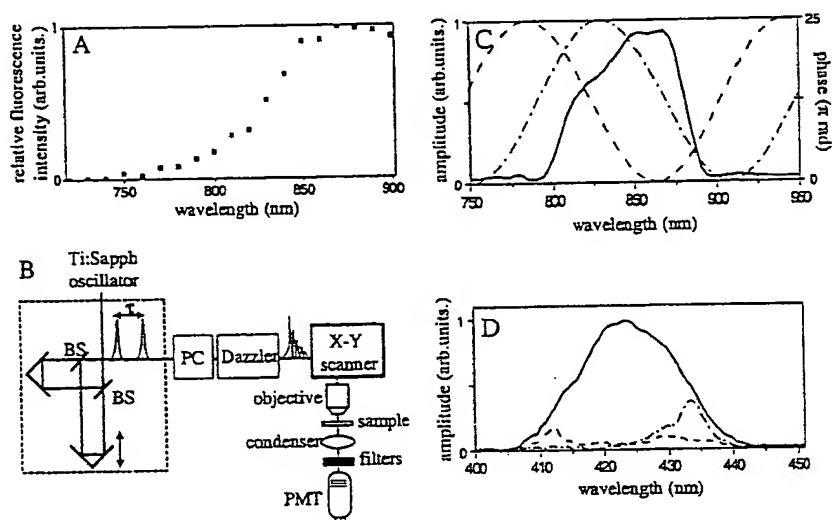 A
relative fluorescence
intensity (arb.units.)
1
0
750 800 850 900
wavelength (nm)
B
Ti:Sapph
oscillator
τ
BS
BS
PC
Dazzler
X-Y
scanner
objective
sample
condenser
filters
PMT
C
amplitude (arb.units.)
1
0
750 800 850 900 950
wavelength (nm)
25
0
phase (π rad)
D
amplitude (arb.units.)
1
0
400 410 420 430 440 450
wavelength (nm)